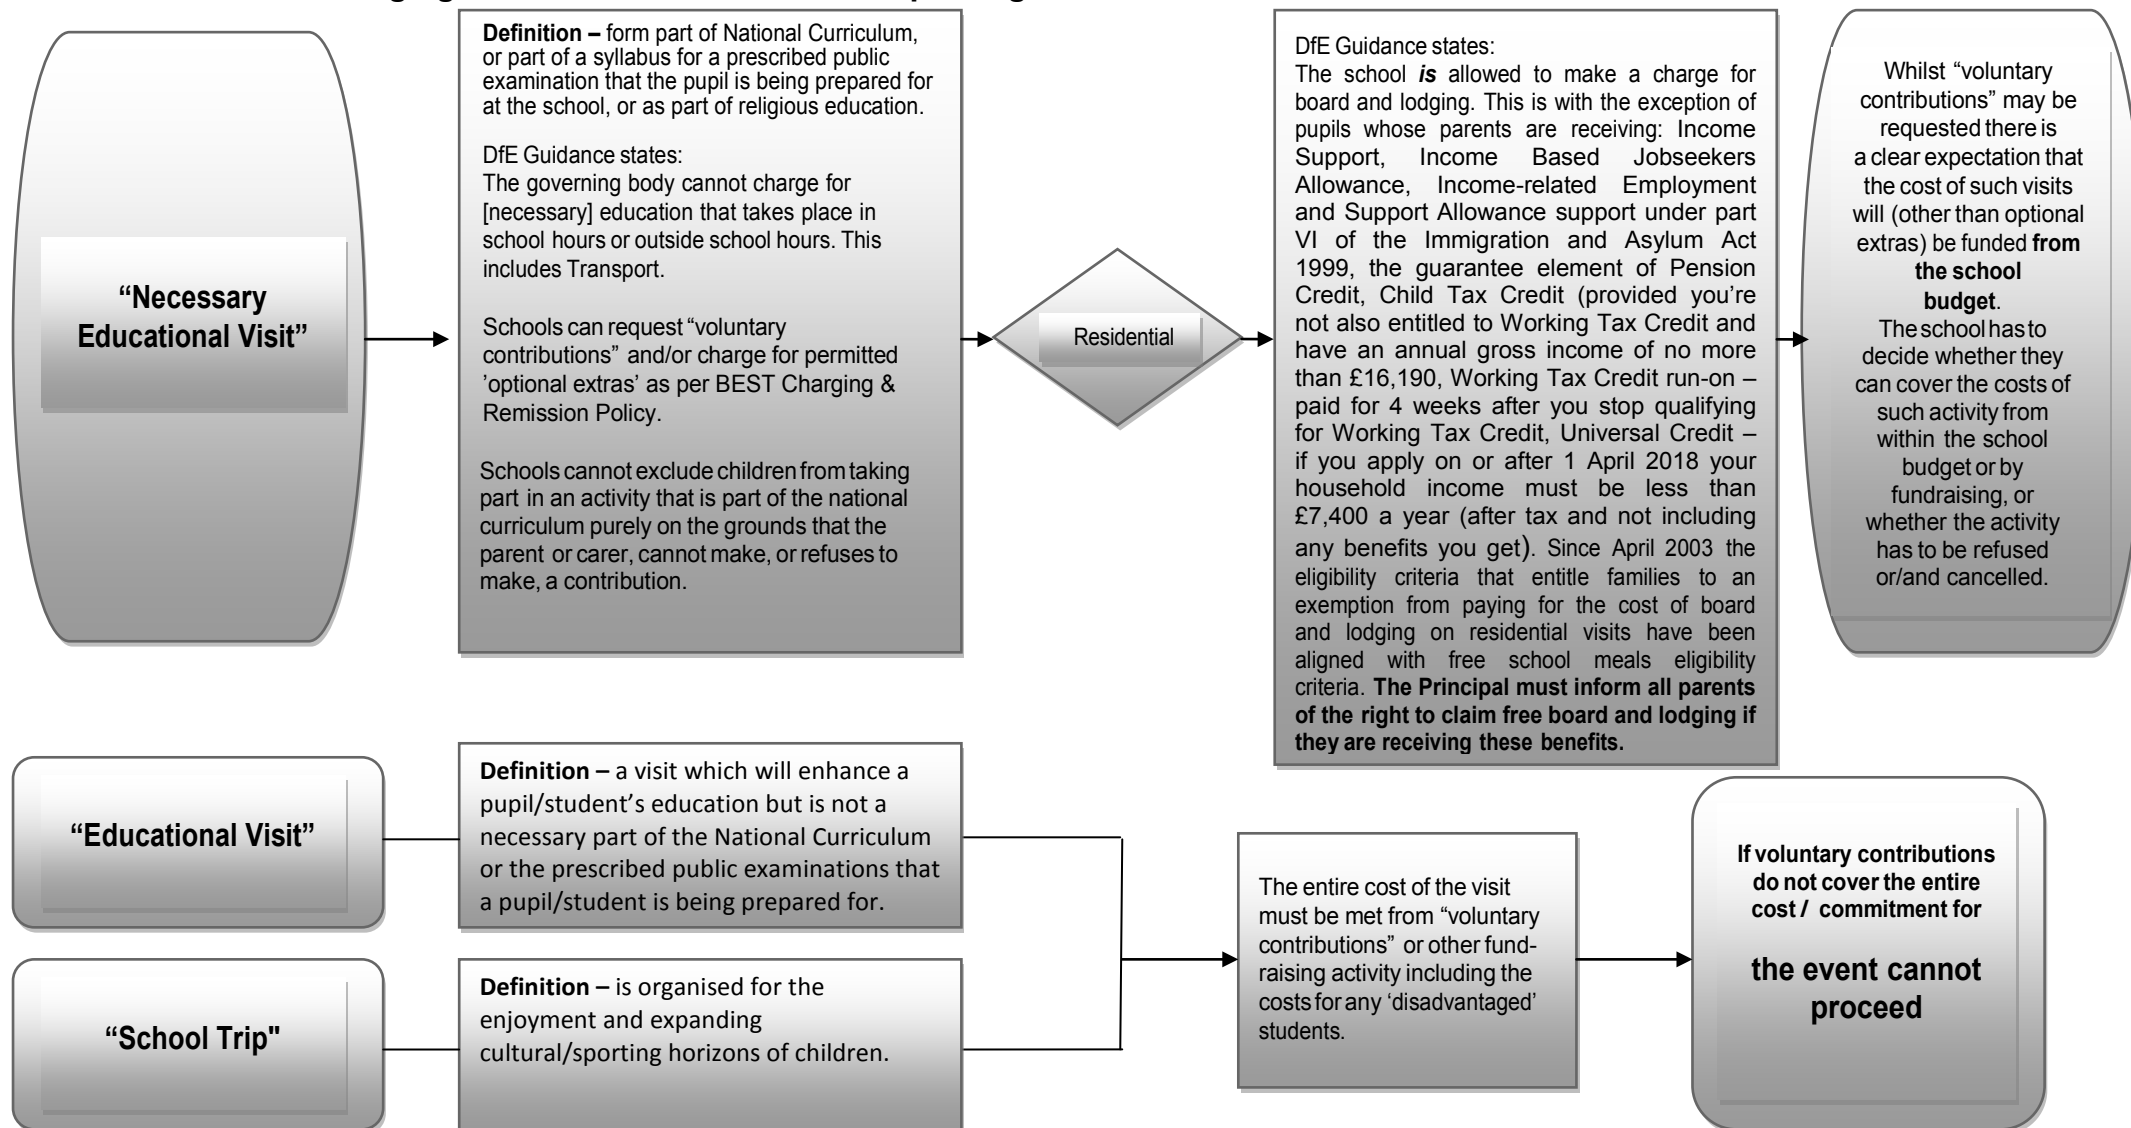 “Necessary
Educational Visit”
Definition – form part of National Curriculum,
or part of a syllabus for a prescribed public
examination that the pupil is being prepared for
at the school, or as part of religious education.
DfE Guidance states:
The governing body cannot charge for
[necessary] education that takes place in
school hours or outside school hours. This
includes Transport.
Schools can request “voluntary
contributions” and/or charge for permitted
’optional extras’ as per BEST Charging &
Remission Policy.
Schools cannot exclude children from taking
part in an activity that is part of the national
curriculum purely on the grounds that the
parent or carer, cannot make, or refuses to
make, a contribution.
Residential
DfE Guidance states:
The school is allowed to make a charge for
board and lodging. This is with the exception of
pupils whose parents are receiving: Income
Support, Income Based Jobseekers
Allowance, Income-related Employment
and Support Allowance support under part
VI of the Immigration and Asylum Act
1999, the guarantee element of Pension
Credit, Child Tax Credit (provided you’re
not also entitled to Working Tax Credit and
have an annual gross income of no more
than £16,190, Working Tax Credit run-on –
paid for 4 weeks after you stop qualifying
for Working Tax Credit, Universal Credit –
if you apply on or after 1 April 2018 your
household income must be less than
£7,400 a year (after tax and not including
any benefits you get). Since April 2003 the
eligibility criteria that entitle families to an
exemption from paying for the cost of board
and lodging on residential visits have been
aligned with free school meals eligibility
criteria. The Principal must inform all parents
of the right to claim free board and lodging if
they are receiving these benefits.
Whilst “voluntary
contributions” may be
requested there is
a clear expectation that
the cost of such visits
will (other than optional
extras) be funded from
the school
budget.
The school has to
decide whether they
can cover the costs of
such activity from
within the school
budget or by
fundraising, or
whether the activity
has to be refused
or/and cancelled.
“Educational Visit”
Definition – a visit which will enhance a
pupil/student’s education but is not a
necessary part of the National Curriculum
or the prescribed public examinations that
a pupil/student is being prepared for.
“School Trip"
Definition – is organised for the
enjoyment and expanding
cultural/sporting horizons of children.
The entire cost of the visit
must be met from “voluntary
contributions” or other fund-
raising activity including the
costs for any ‘disadvantaged’
students.
If voluntary contributions
do not cover the entire
cost / commitment for
the event cannot
proceed